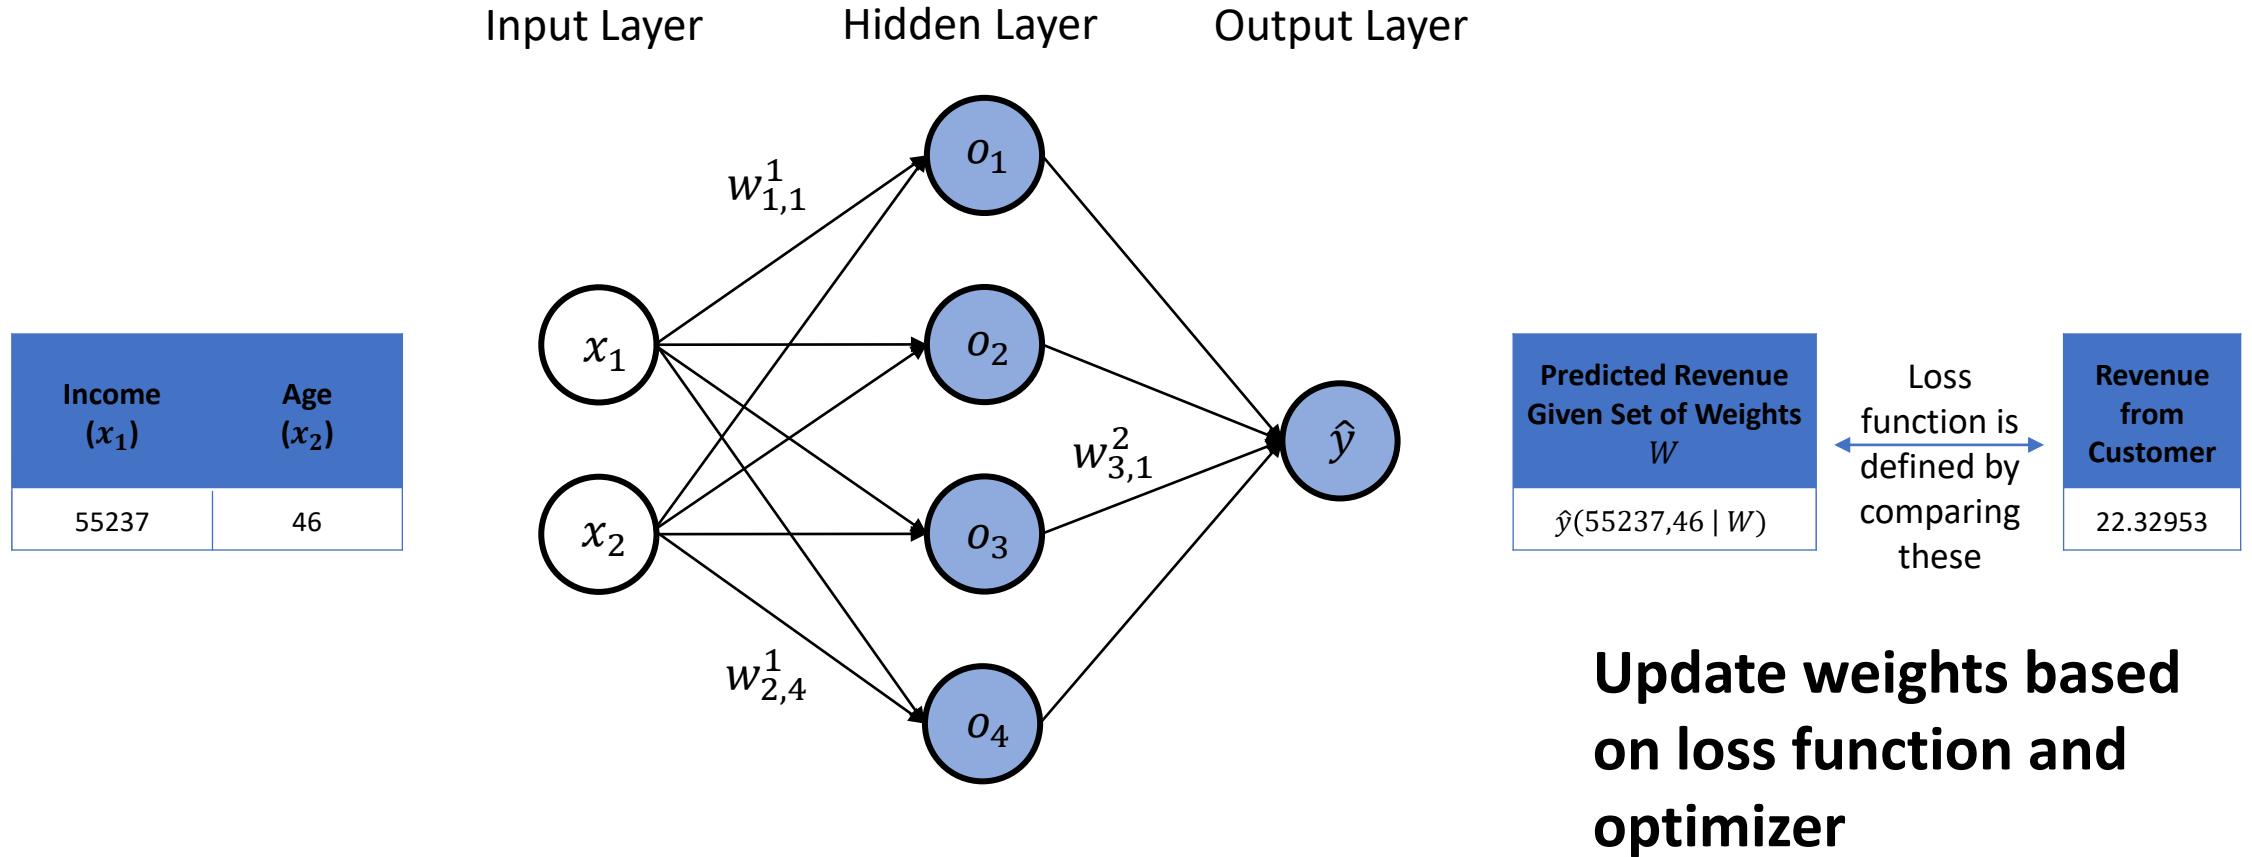 Input Layer
Hidden Layer
Output Layer
Income
(x₁)
Age
(x₂)
55237
46
w¹₁,₁
x₁
x₂
w¹₂,₄
o₁
o₂
o₃
o₄
w²₃,₁
ŷ
Predicted Revenue
Given Set of Weights
W
ŷ(55237,46 | W)
Loss
function is
defined by
comparing
these
Revenue
from
Customer
22.32953
Update weights based
on loss function and
optimizer